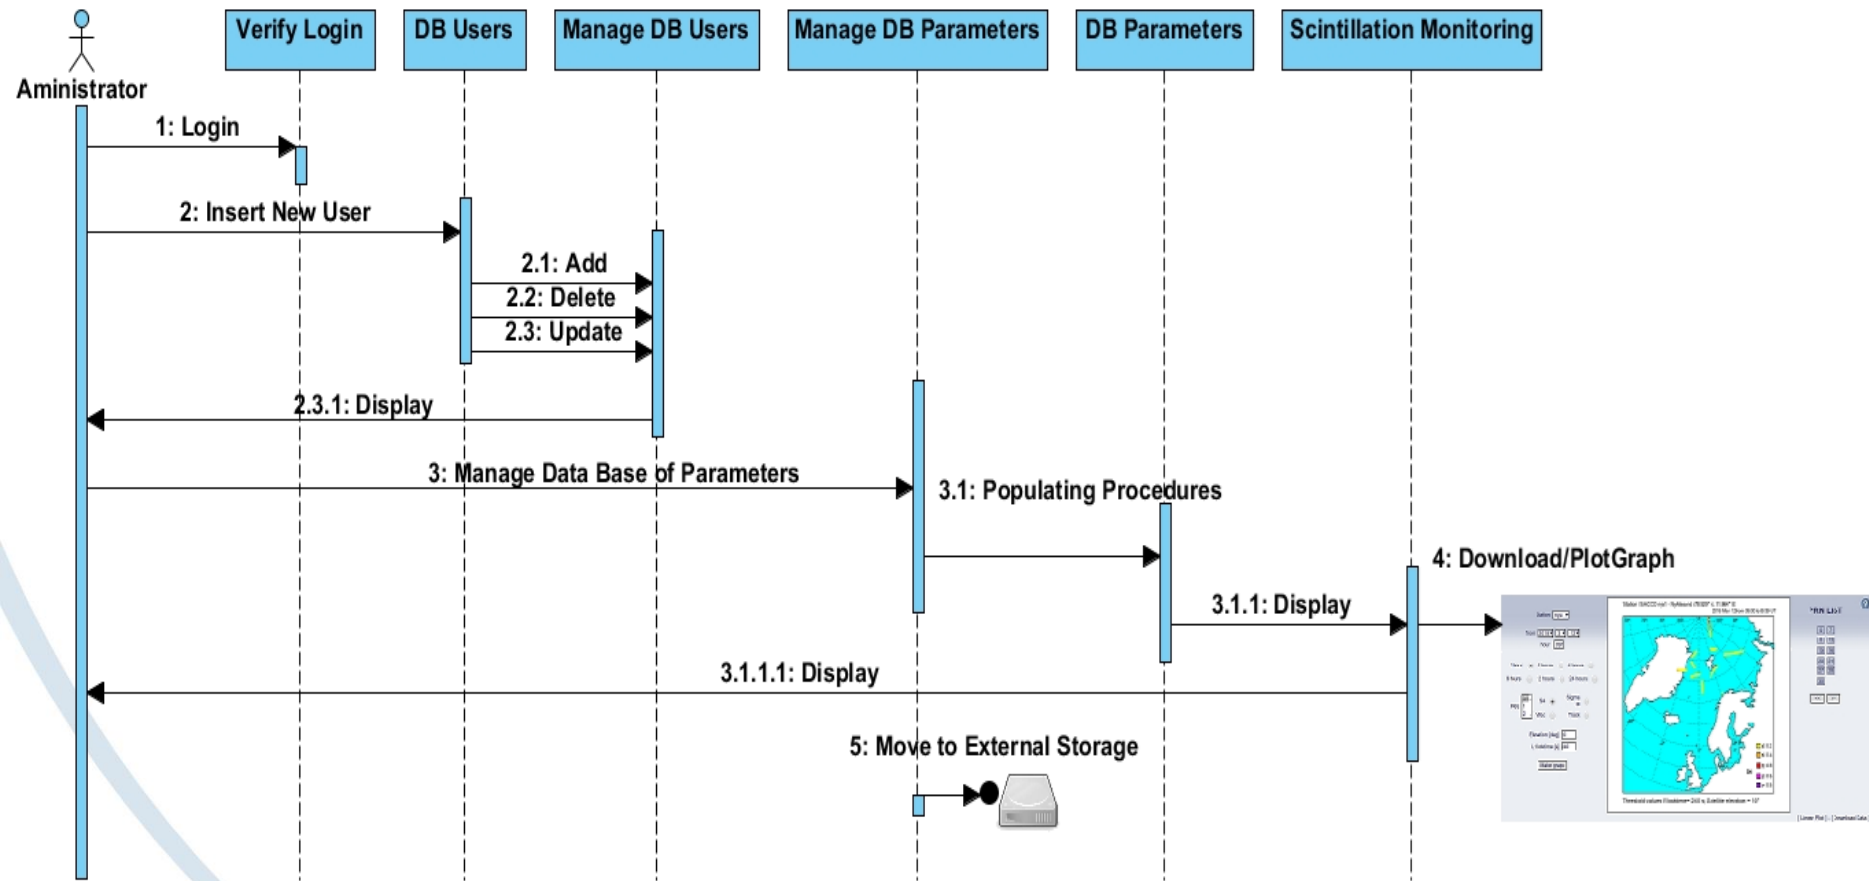 Verify Login
DB Users
Manage DB Users
Manage DB Parameters
DB Parameters
Scintillation Monitoring
Aministrator
1: Login
2: Insert New User
2.1: Add
2.2: Delete
2.3: Update
2.3.1: Display
3: Manage Data Base of Parameters
3.1: Populating Procedures
4: Download/PlotGraph
3.1.1: Display
3.1.1.1: Display
5: Move to External Storage